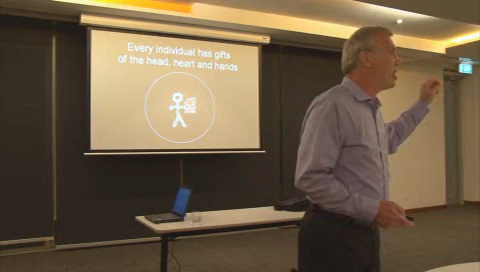 Every individual has gifts
of the head, heart and hands